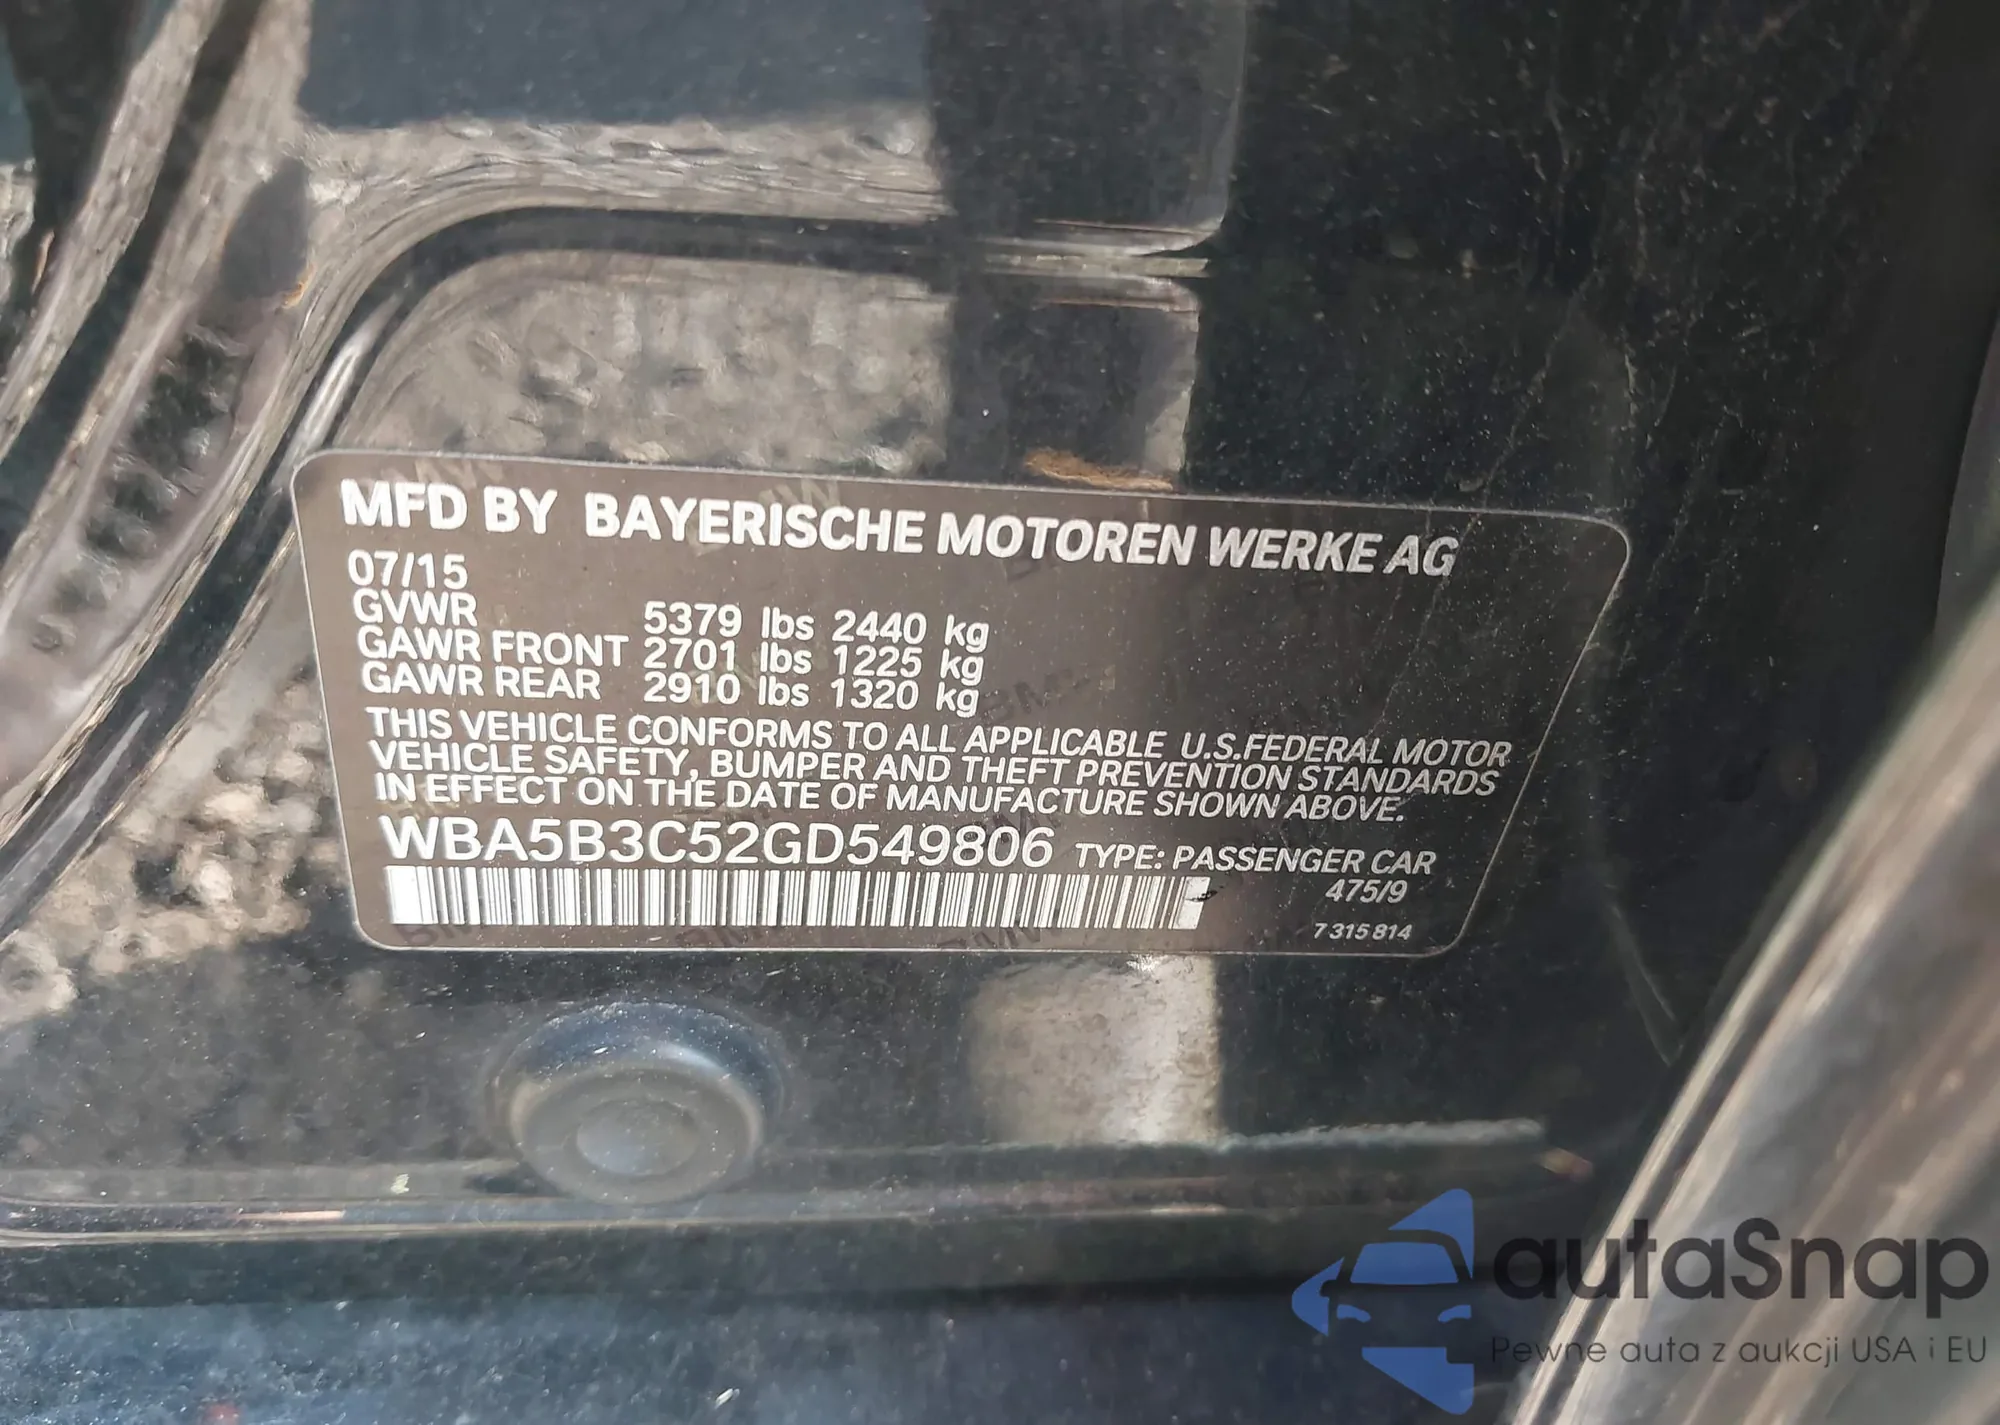 MFD BY BAYERISCHE MOTOREN WERKE AG
07/15
GVWR 5379 lbs 2440 kg
GAWR FRONT 2701 lbs 1225 kg
GAWR REAR 2910 lbs 1320 kg
THIS VEHICLE CONFORMS TO ALL APPLICABLE U.S.FEDERAL MOTOR
VEHICLE SAFETY, BUMPER AND THEFT PREVENTION STANDARDS
IN EFFECT ON THE DATE OF MANUFACTURE SHOWN ABOVE.
WBA5B3C52GD549806 TYPE: PASSENGER CAR
475/9
7 315 814
autaSnap
Pewne auta z aukcji USA i EU